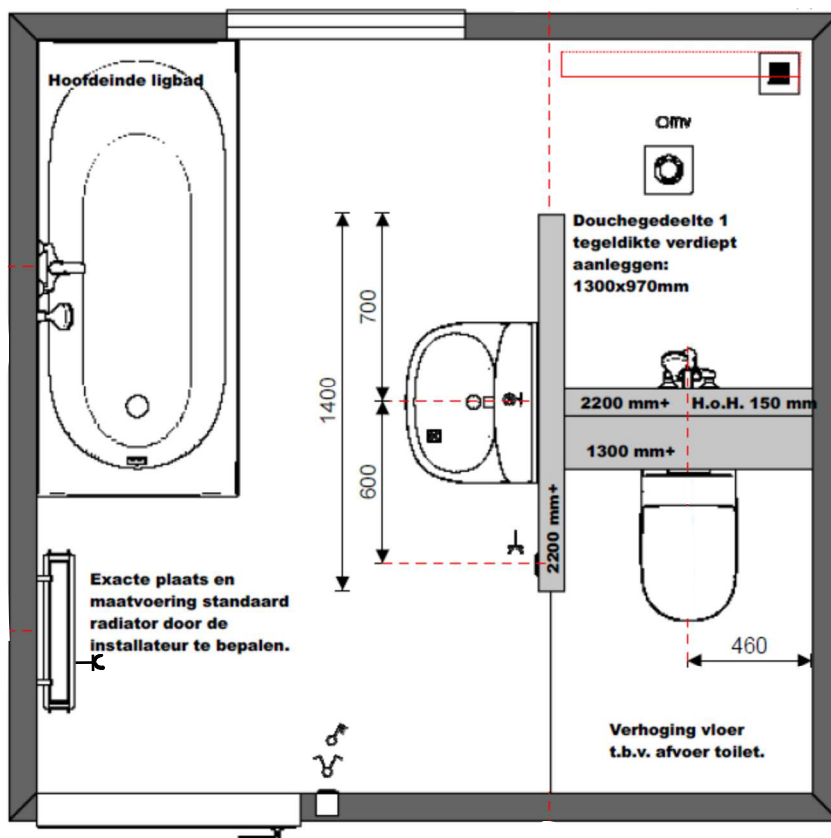 Hoofdeinde ligbad
Omv
Douchegedeelte 1
tegeldikte verdiept
aanleggen:
1300x970mm
700
1400
600
2200 mm+ H.o.H. 150 mm
1300 mm+
2200 mm+
Exacte plaats en
maatvoering standaard
radiator door de
installateur te bepalen.
460
Verhoging vloer
t.b.v. afvoer toilet.